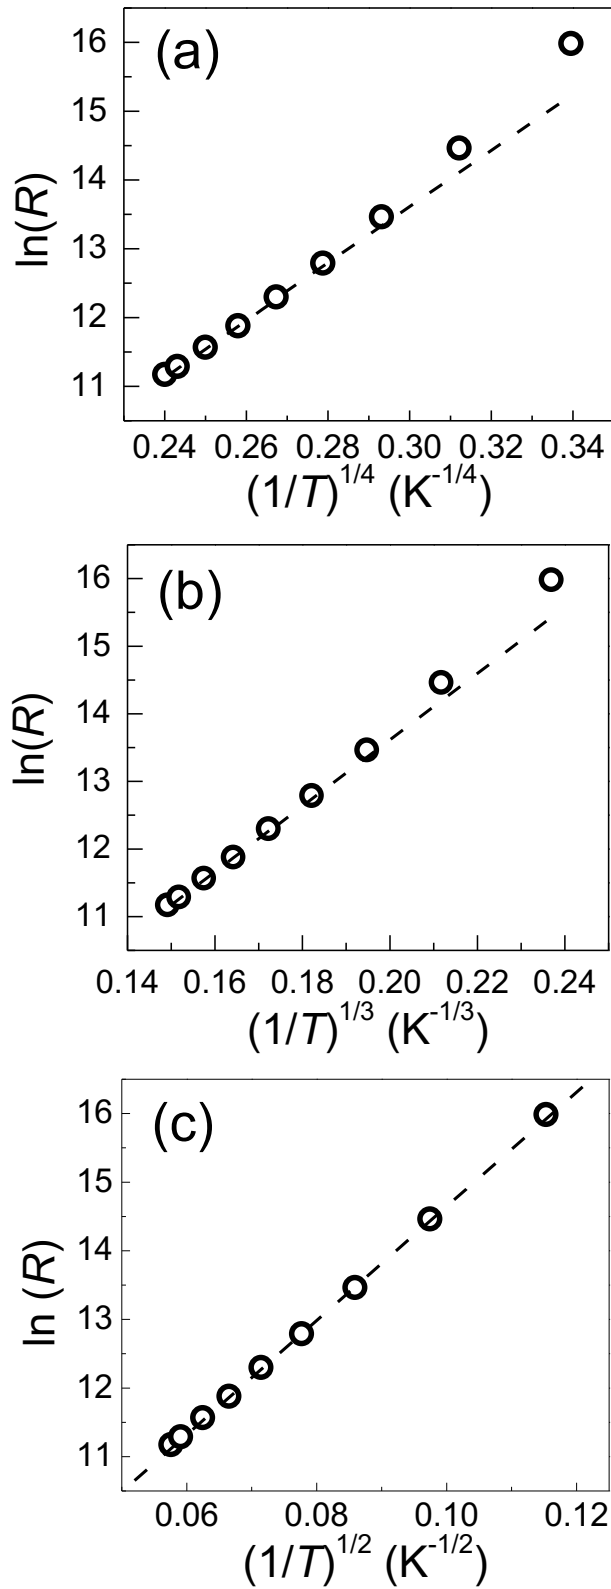 (a)
16
15
14
13
12
11
ln(R)
0.24 0.26 0.28 0.30 0.32 0.34
(1/T)^1/4 (K^-1/4)
(b)
16
15
14
13
12
11
ln(R)
0.14 0.16 0.18 0.20 0.22 0.24
(1/T)^1/3 (K^-1/3)
(c)
16
15
14
13
12
11
ln (R)
0.06 0.08 0.10 0.12
(1/T)^1/2 (K^-1/2)